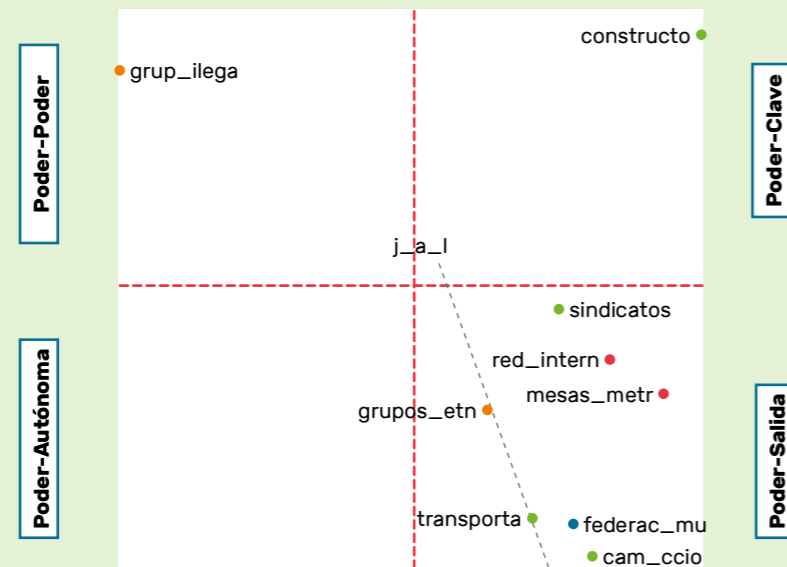 constructo
grup_ilega
Poder-Poder
Poder-Clave
j_a_l
sindicatos
red_intern
mesas_metr
grupos_etn
Poder-Autónoma
Poder-Salida
transporta
federac_mu
cam_ccio